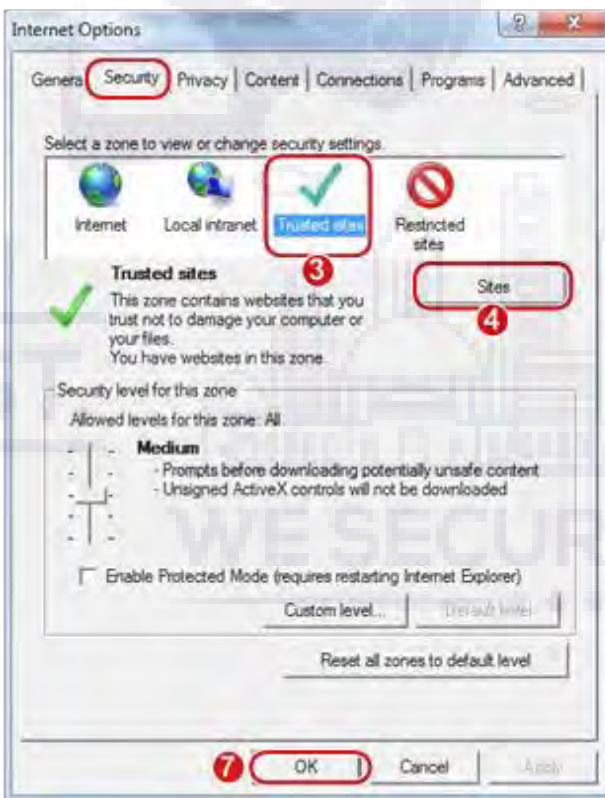 Internet Options
General Security Privacy Content Connections Programs Advanced
Select a zone to view or change security settings.
Internet Local intranet Trusted sites Restricted sites
3
Trusted sites
Sites
4
This zone contains websites that you
trust not to damage your computer or
your files.
You have websites in this zone.
Security level for this zone
Allowed levels for this zone: All
Medium
- Prompts before downloading potentially unsafe content
- Unsigned ActiveX controls will not be downloaded
WE SECUR
Enable Protected Mode (requires restarting Internet Explorer)
Custom level... Default level
Reset all zones to default level
7 OK Cancel Apply